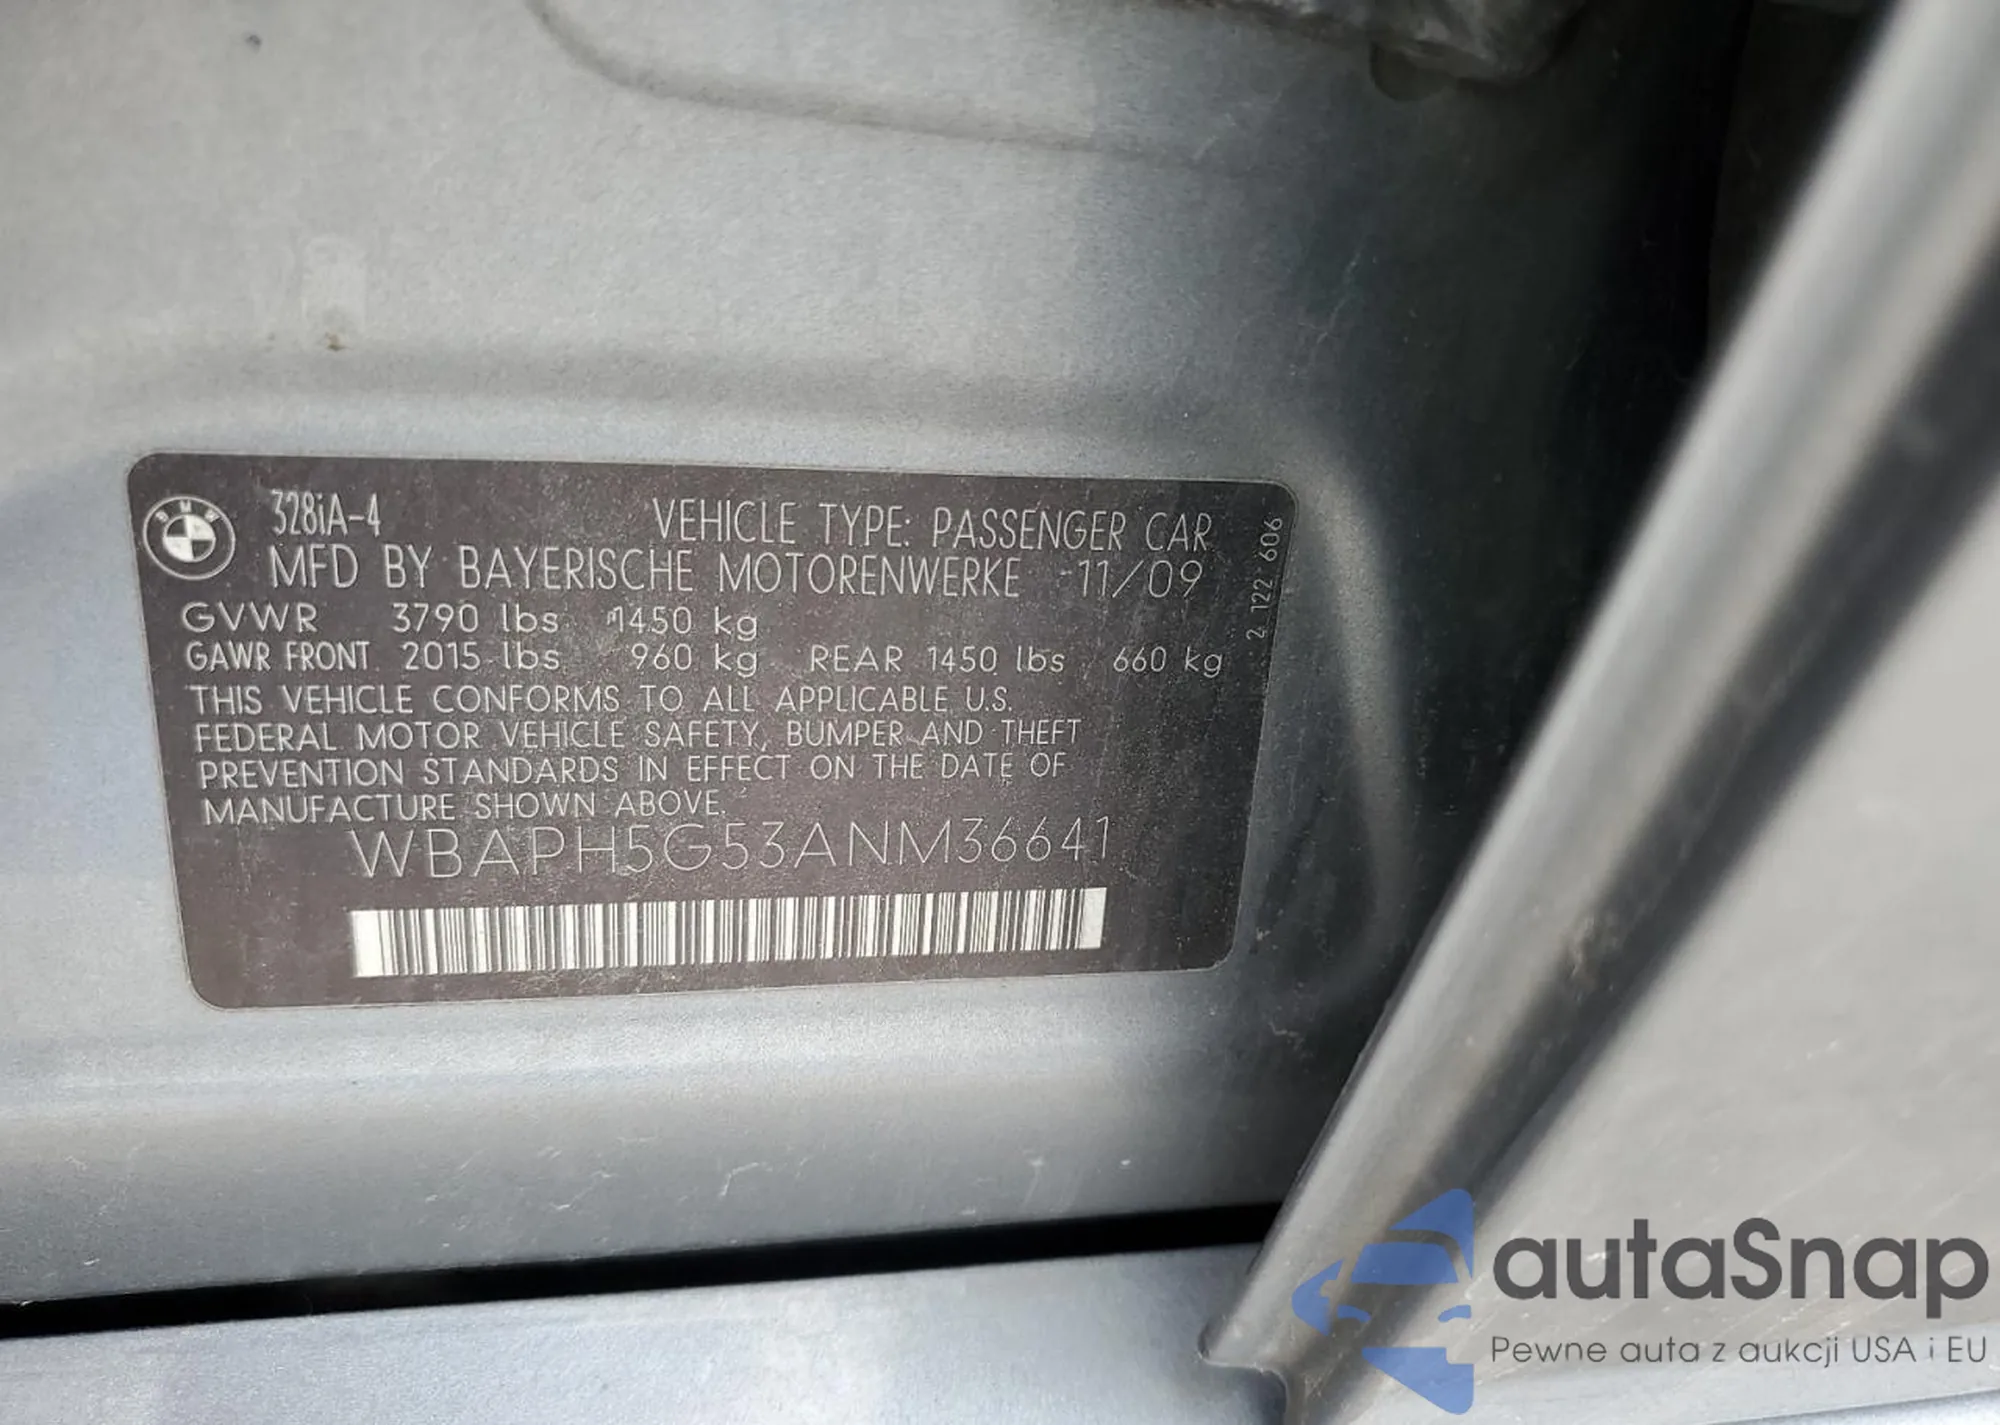 BMW
328iA-4 VEHICLE TYPE: PASSENGER CAR
MFD BY BAYERISCHE MOTORENWERKE -11/09
GVWR 3790 lbs 1450 kg
GAWR FRONT 2015 lbs 960 kg REAR 1450 lbs 660 kg
THIS VEHICLE CONFORMS TO ALL APPLICABLE U.S.
FEDERAL MOTOR VEHICLE SAFETY, BUMPER AND THEFT
PREVENTION STANDARDS IN EFFECT ON THE DATE OF
MANUFACTURE SHOWN ABOVE.
WBAPH5G53ANM36641
2 122 606
autaSnap
Pewne auta z aukcji USA i EU